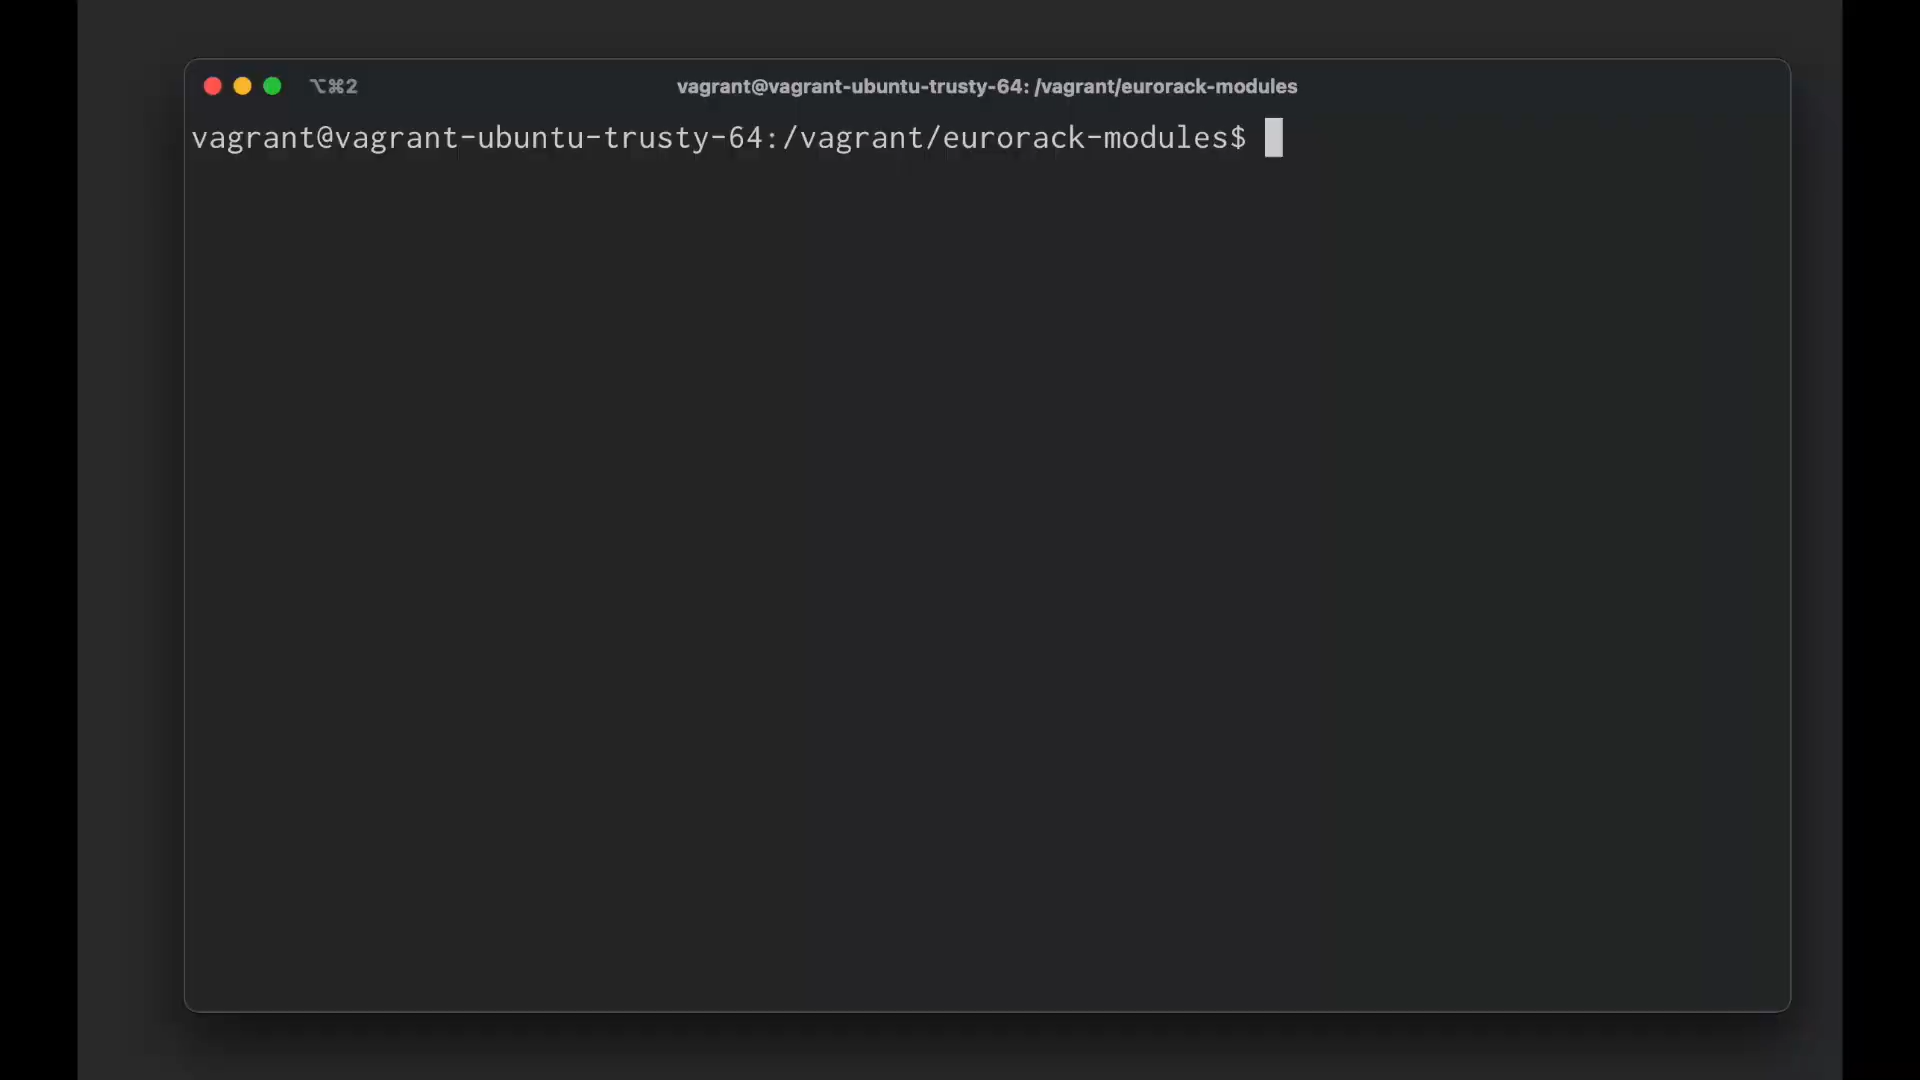 ⌥⌘2
vagrant@vagrant-ubuntu-trusty-64: /vagrant/eurorack-modules
vagrant@vagrant-ubuntu-trusty-64:/vagrant/eurorack-modules$